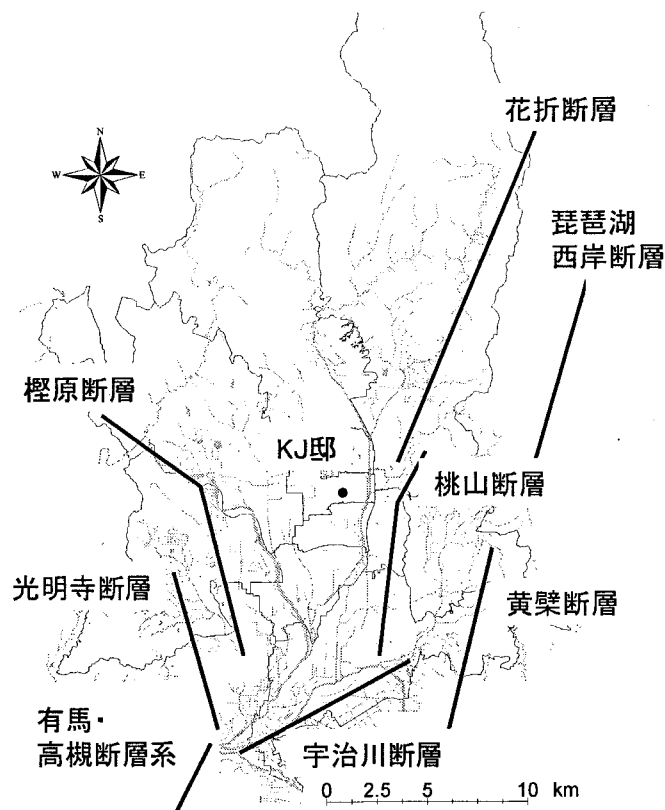 花折断層
N
W E
S
琵琶湖
西岸断層
樫原断層
KJ邸
桃山断層
光明寺断層
黄檗断層
有馬・
高槻断層系
宇治川断層
0 2.5 5 10 km